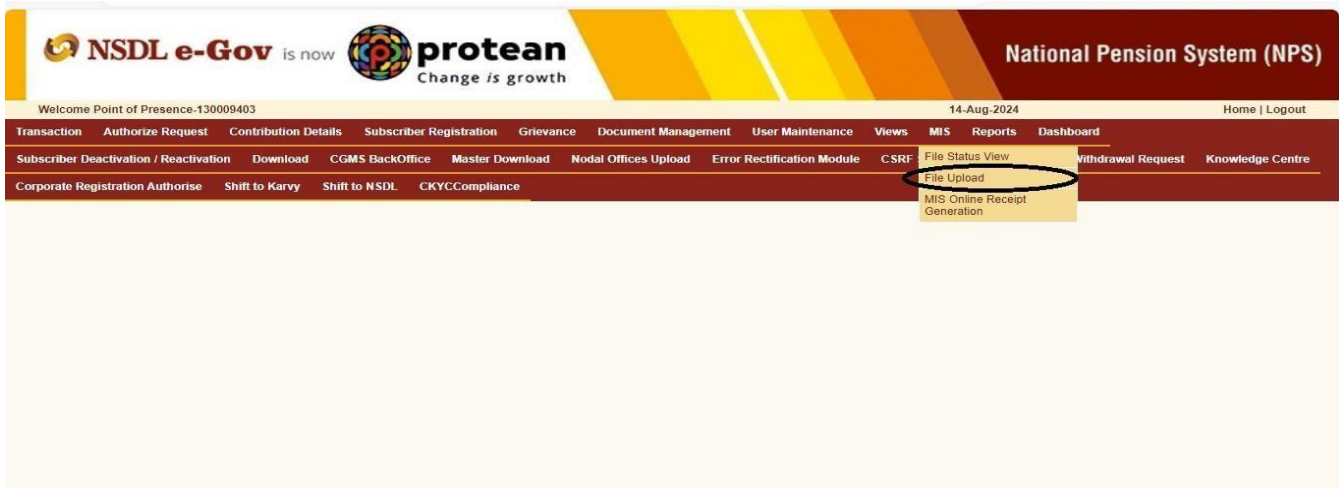 NSDL e-Gov is now protean
Change is growth
National Pension System (NPS)
Welcome Point of Presence-130009403 14-Aug-2024 Home | Logout
Transaction Authorize Request Contribution Details Subscriber Registration Grievance Document Management User Maintenance Views MIS Reports Dashboard
Subscriber Deactivation / Reactivation Download CGMS BackOffice Master Download Nodal Offices Upload Error Rectification Module CSRF File Status View Withdrawal Request Knowledge Centre
File Upload
Corporate Registration Authorise Shift to Karvy Shift to NSDL CKYCCompliance
MIS Online Receipt
Generation